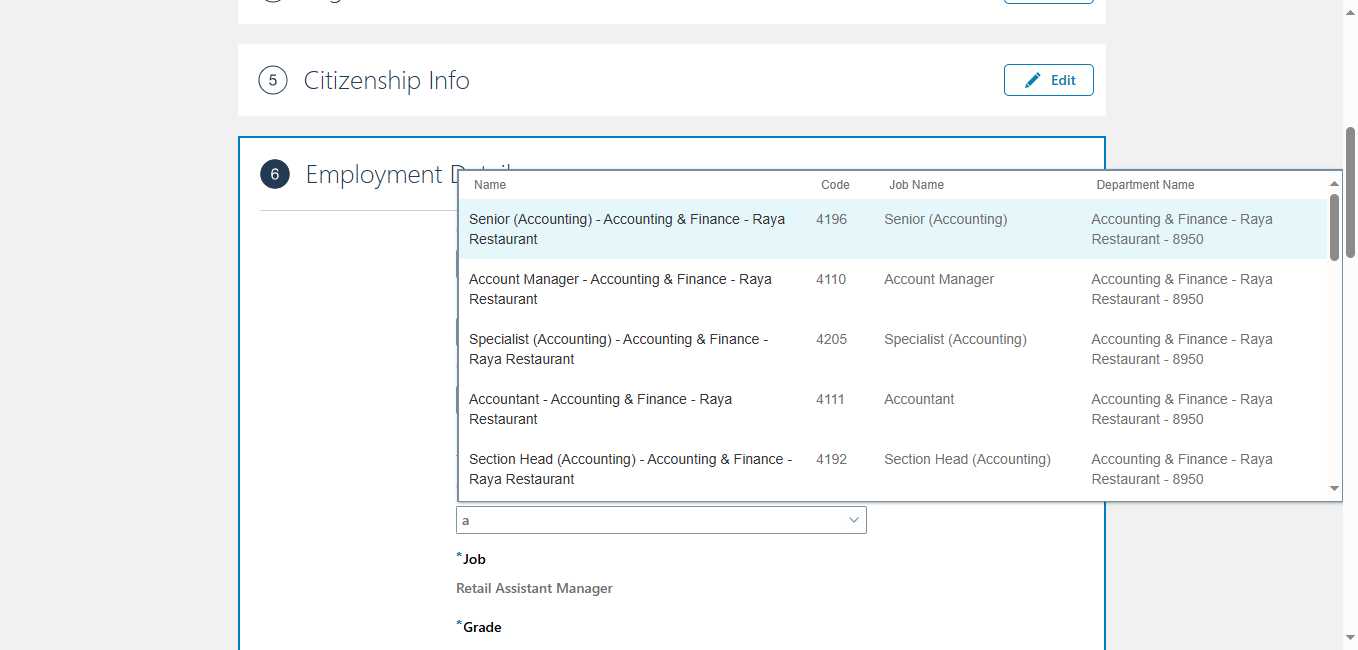 5 Citizenship Info
Edit
6 Employment Details
Name Code Job Name Department Name
Senior (Accounting) - Accounting & Finance - Raya 4196 Senior (Accounting) Accounting & Finance - Raya
Restaurant Restaurant - 8950
Account Manager - Accounting & Finance - Raya 4110 Account Manager Accounting & Finance - Raya
Restaurant Restaurant - 8950
Specialist (Accounting) - Accounting & Finance - 4205 Specialist (Accounting) Accounting & Finance - Raya
Raya Restaurant Restaurant - 8950
Accountant - Accounting & Finance - Raya 4111 Accountant Accounting & Finance - Raya
Restaurant Restaurant - 8950
Section Head (Accounting) - Accounting & Finance - 4192 Section Head (Accounting) Accounting & Finance - Raya
Raya Restaurant Restaurant - 8950
a
*Job
Retail Assistant Manager
*Grade